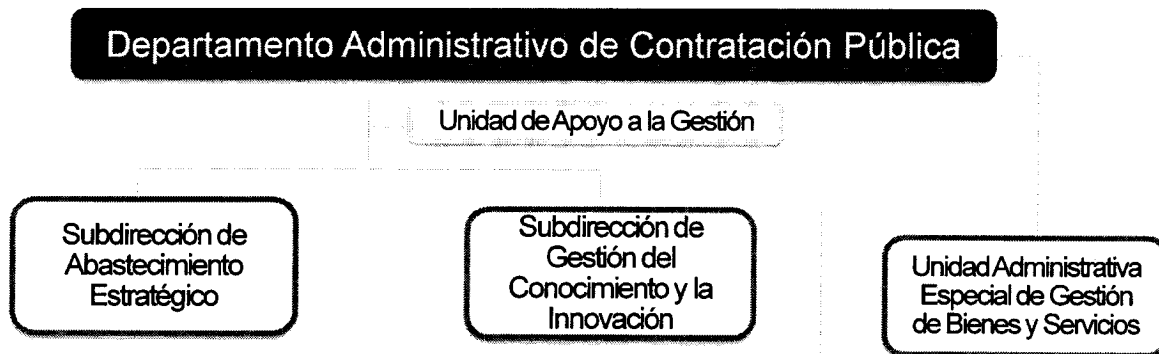 Departamento Administrativo de Contratación Pública
Unidad de Apoyo a la Gestión
Subdirección de
Abastecimiento
Estratégico
Subdirección de
Gestión del
Conocimiento y la
Innovación
Unidad Administrativa
Especial de Gestión
de Bienes y Servicios